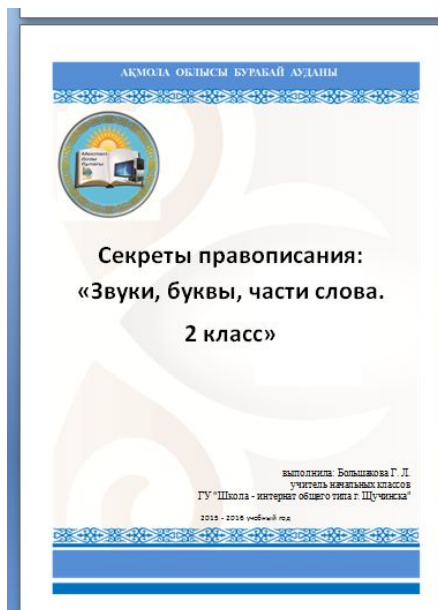 АҚМОЛА ОБЛЫСЫ БУРАБАЙ АУДАНЫ
Секреты правописания:
«Звуки, буквы, части слова.
2 класс»
выполнила: Большакова Г. Л.
учитель начальных классов
ГУ "Школа - интернат общего типа г. Щучинска"
2015 - 2016 учебный год